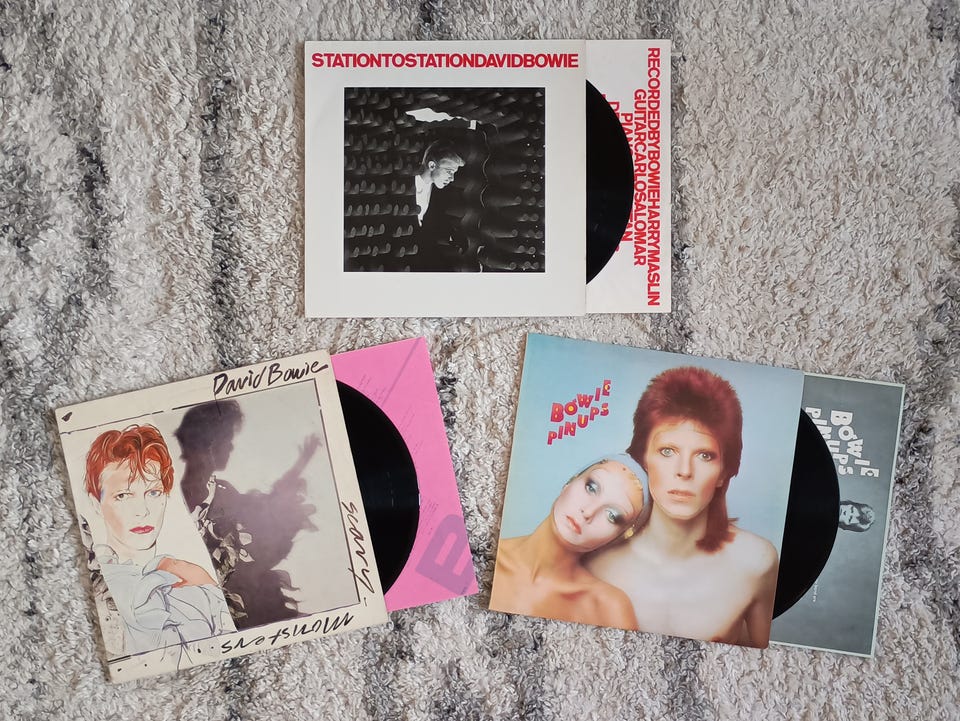 STATIONTOSTATIONDAVIDBOWIE
RECORDEDBYBOWIEHARRYMASLIN
GUITARCARLOSALOMAR
David Bowie
scary
monsters
B
BOWIE
PINUPS
BOWIE
PINUPS